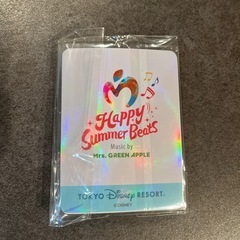 Happy
Summer Beats
Music by
Mrs. GREEN APPLE
TOKYO Disney RESORT®
©DISNEY